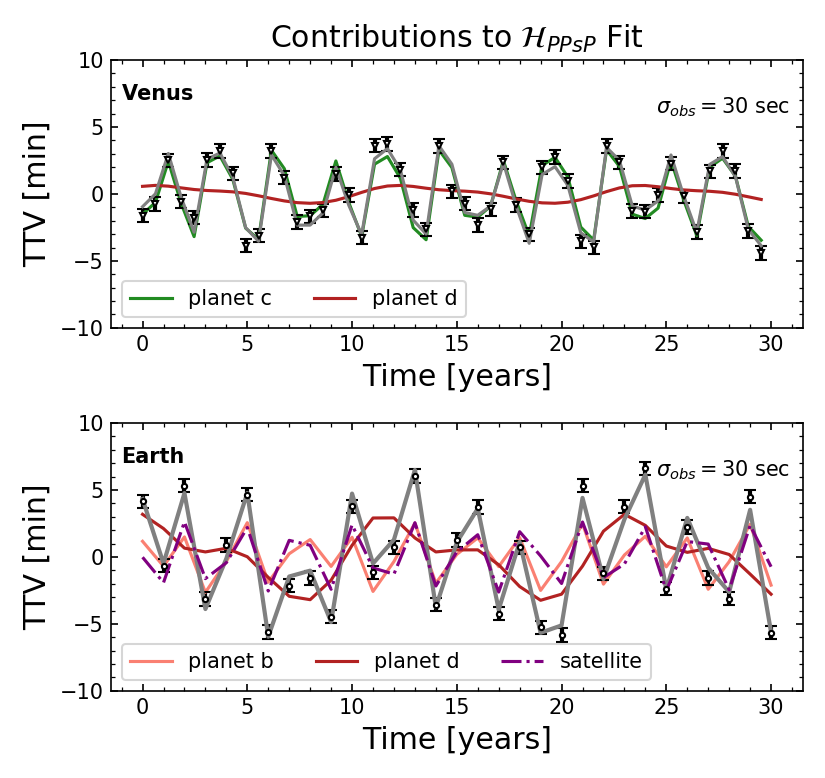 Contributions to ℋ_PPsP Fit
10
5
0
−5
−10
TTV [min]
Venus
σ_obs = 30 sec
planet c planet d
0 5 10 15 20 25 30
Time [years]
10
5
0
−5
−10
TTV [min]
Earth
σ_obs = 30 sec
planet b planet d satellite
0 5 10 15 20 25 30
Time [years]